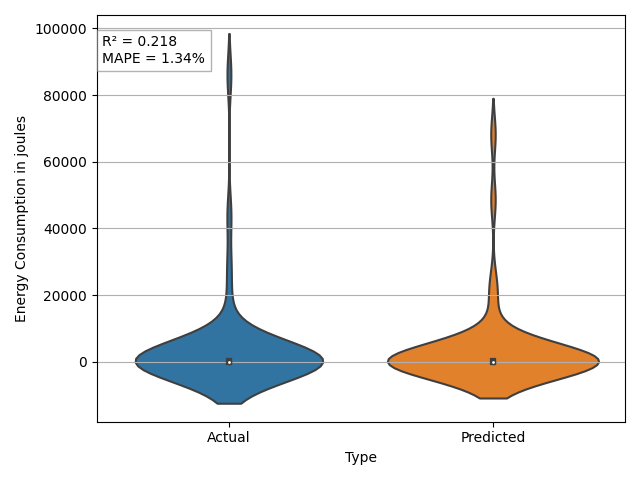 R² = 0.218
MAPE = 1.34%
100000
80000
60000
40000
20000
0
Energy Consumption in joules
Actual
Predicted
Type